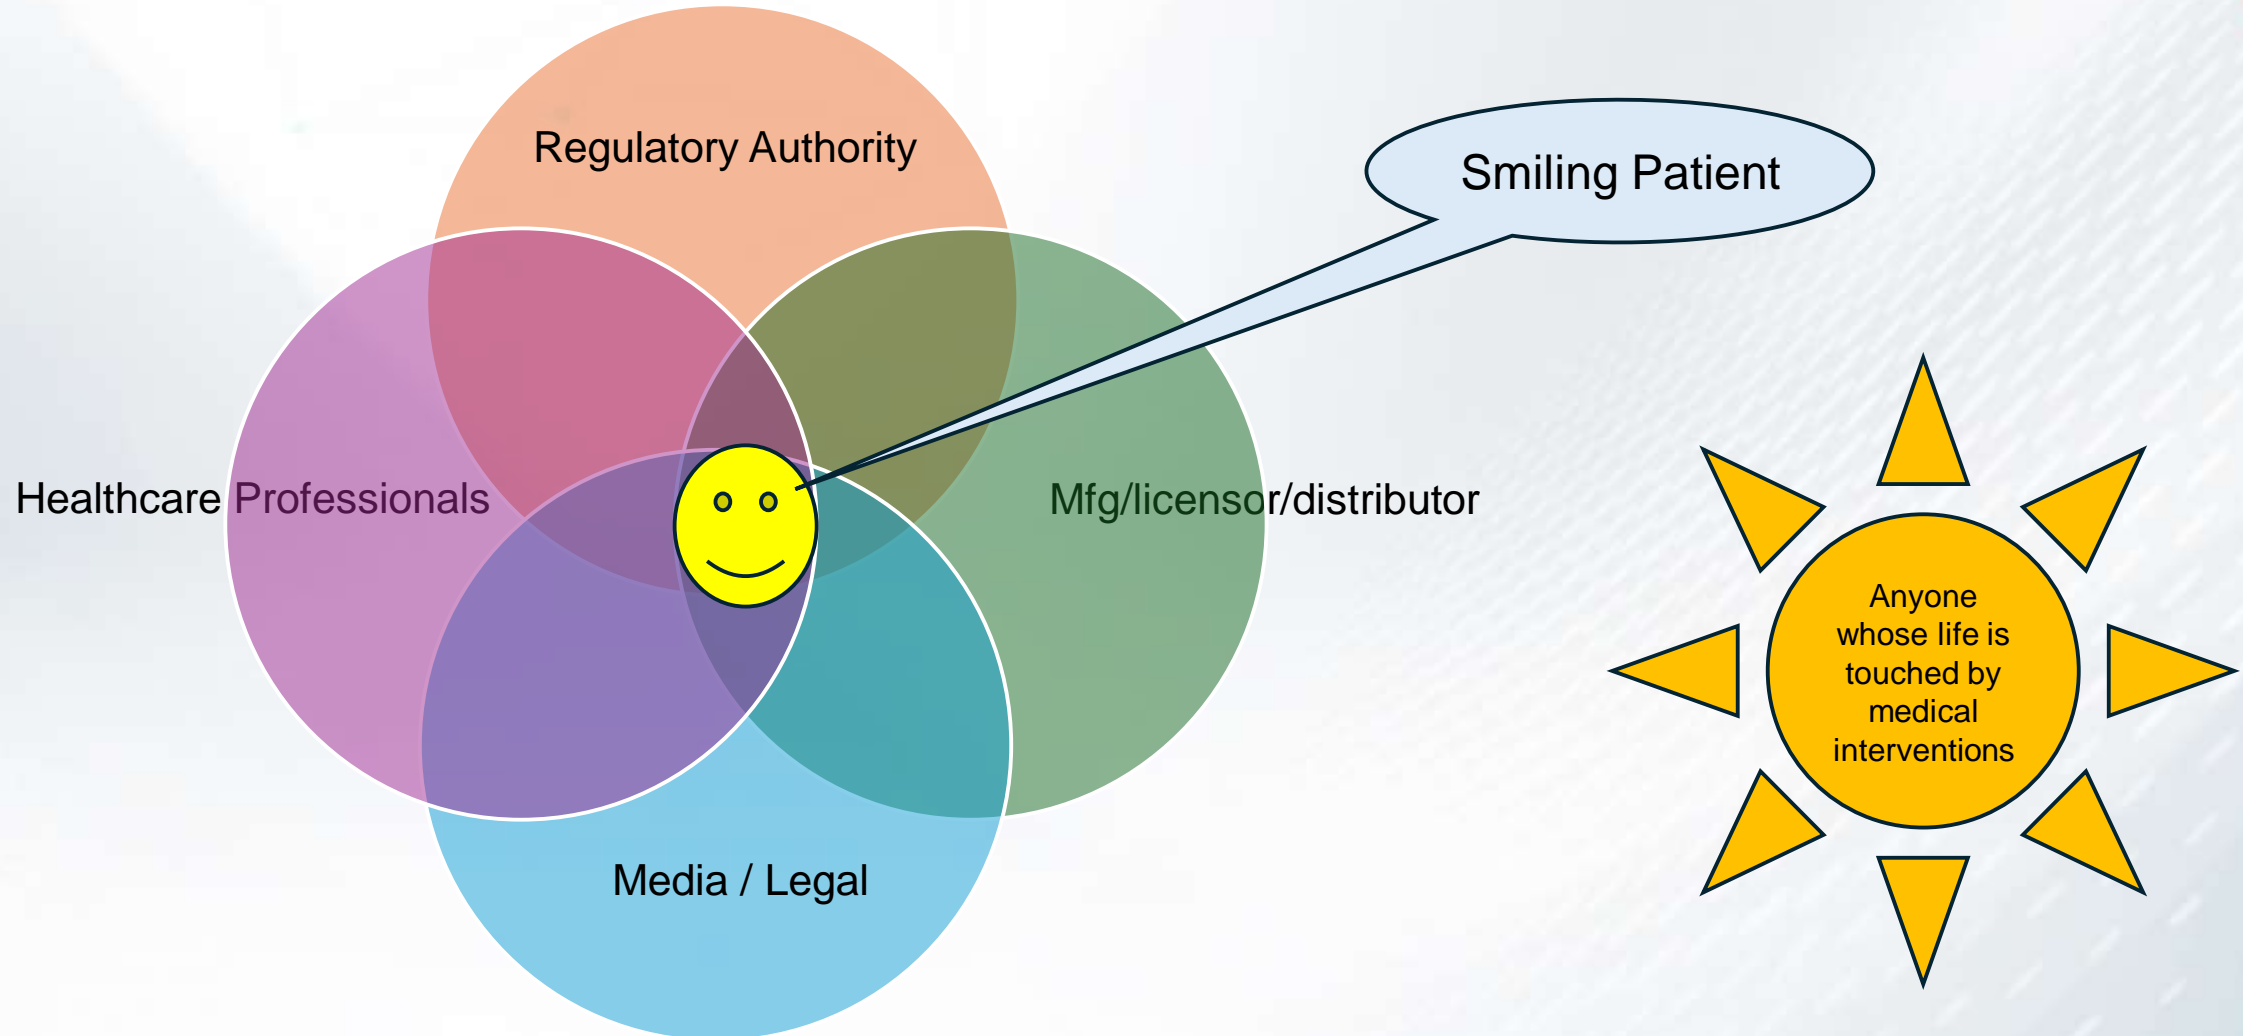 Regulatory Authority
Smiling Patient
Healthcare Professionals
Mfg/licensor/distributor
Media / Legal
Anyone
whose life is
touched by
medical
interventions